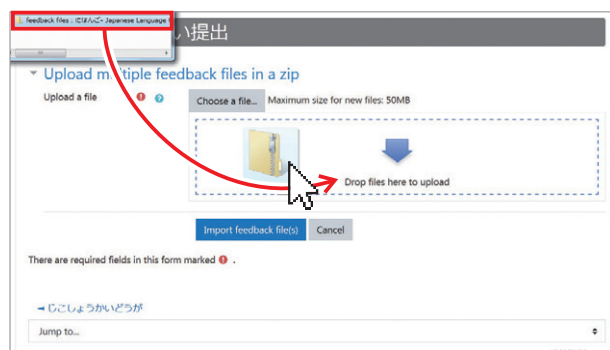 feedback files : にほんご- Japanese Language
い提出
Upload multiple feedback files in a zip
Upload a file
Choose a file... Maximum size for new files: 50MB
Drop files here to upload
Import feedback file(s) Cancel
There are required fields in this form marked .
→ じこしょうかいどうが
Jump to...